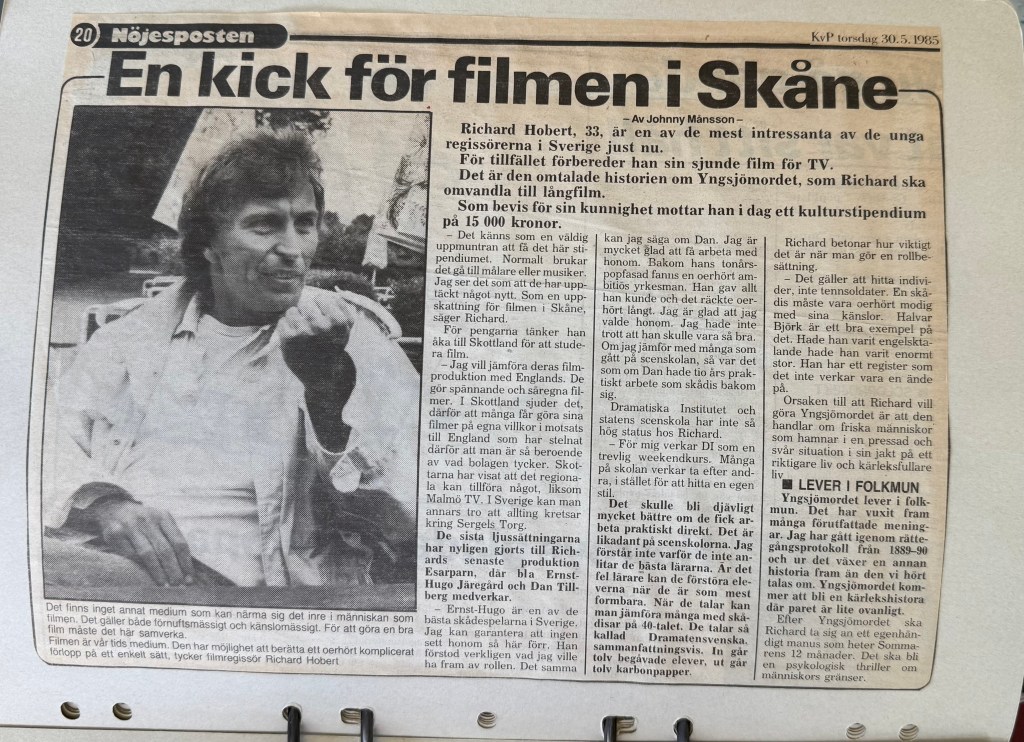 20 Nöjesposten
KvP torsdag 30.5.1985
En kick för filmen i Skåne
– Av Johnny Månsson –
Richard Hobert, 33, är en av de mest intressanta av de unga
regissörerna i Sverige just nu.
För tillfället förbereder han sin sjunde film för TV.
Det är den omtalade historien om Yngsjömordet, som Richard ska
omvandla till långfilm.
Som bevis för sin kunnighet mottar han i dag ett kulturstipendium
på 15 000 kronor.
– Det känns som en väldig
uppmuntran att få det här sti-
pendiumet. Normalt brukar
det gå till målare eller musiker.
Jag ser det som att de har upp-
täckt något nytt. Som en upp-
skattning för filmen i Skåne,
säger Richard.
För pengarna tänker han
åka till Skottland för att stude-
ra film.
– Jag vill jämföra deras film-
produktion med Englands. De
gör spännande och säregna fil-
mer. I Skottland sjuder det,
därför att många får göra sina
filmer på egna villkor i motsats
till England som har stelnat
därför att man är så beroende
av vad bolagen tycker. Skot-
tarna har visat att det regiona-
la kan tillföra något, liksom
Malmö TV. I Sverige kan man
annars tro att allting kretsar
kring Sergels Torg.
De sista ljussättningarna
har nyligen gjorts till Rich-
ards senaste produktion
Esarparn, där bla Ernst-
Hugo Järegård och Dan Till-
berg medverkar.
– Ernst-Hugo är en av de
bästa skådespelarna i Sverige.
Jag kan garantera att ingen
sett honom så här förr. Han
förstod verkligen vad jag ville
ha fram av rollen. Det samma
kan jag säga om Dan. Jag är
mycket glad att få arbeta med
honom. Bakom hans tonårs-
popfasad fanns en oerhört am-
bitiös yrkesman. Han gav allt
han kunde och det räckte oer-
hört långt. Jag är glad att jag
valde honom. Jag hade inte
trott att han skulle vara så bra.
Om jag jämför med många som
gått på scenskolan, så var det
som om Dan hade tio års prak-
tiskt arbete som skådis bakom
sig.
Dramatiska Institutet och
statens scenskola har inte så
hög status hos Richard.
– För mig verkar DI som en
trevlig weekendkurs. Många
på skolan verkar ta efter and-
ra, i stället för att hitta en egen
stil.
Det skulle bli djävligt
mycket bättre om de fick ar-
beta praktiskt direkt. Det är
likadant på scenskolorna. Jag
förstår inte varför de inte an-
litar de bästa lärarna. Är det
fel lärare kan de förstöra ele-
verna när de är som mest
formbara. När de talar kan
man jämföra många med skå-
disar på 40-talet. De talar så
kallad Dramatensvenska,
sammanfattningsvis. In går
tolv begåvade elever, ut går
tolv karbonpapper.
Richard betonar hur viktigt
det är när man gör en rollbe-
sättning.
– Det gäller att hitta indivi-
der, inte tennsoldater. En skå-
dis måste vara oerhört modig
med sina känslor. Halvar
Björk är ett bra exempel på
det. Hade han varit engelskta-
lande hade han varit enormt
stor. Han har ett register som
det inte verkar vara en ände
på.
Orsaken till att Richard vill
göra Yngsjömordet är att den
handlar om friska människor
som hamnar i en pressad och
svår situation i sin jakt på ett
riktigare liv och kärleksfullare
liv
■ LEVER I FOLKMUN
Yngsjömordet lever i folk-
mun. Det har vuxit fram
många förutfattade mening-
ar. Jag har gått igenom rätte-
gångsprotokoll från 1889–90
och ur det växer en annan
historia fram än den vi hört
talas om. Yngsjömordet kom-
mer att bli en kärlekshistora
där paret är lite ovanligt.
Efter Yngsjömordet ska
Richard ta sig an ett egenhän-
digt manus som heter Somma-
rens 12 månader. Det ska bli
en psykologisk thriller om
människors gränser.
Det finns inget annat medium som kan närma sig det inre i människan som
filmen. Det gäller både förnuftsmässigt och känslomässigt. För att göra en bra
film måste det här samverka.
Filmen är vår tids medium. Den har möjlighet att berätta ett oerhört komplicerat
förlopp på ett enkelt sätt, tycker filmregissör Richard Hobert